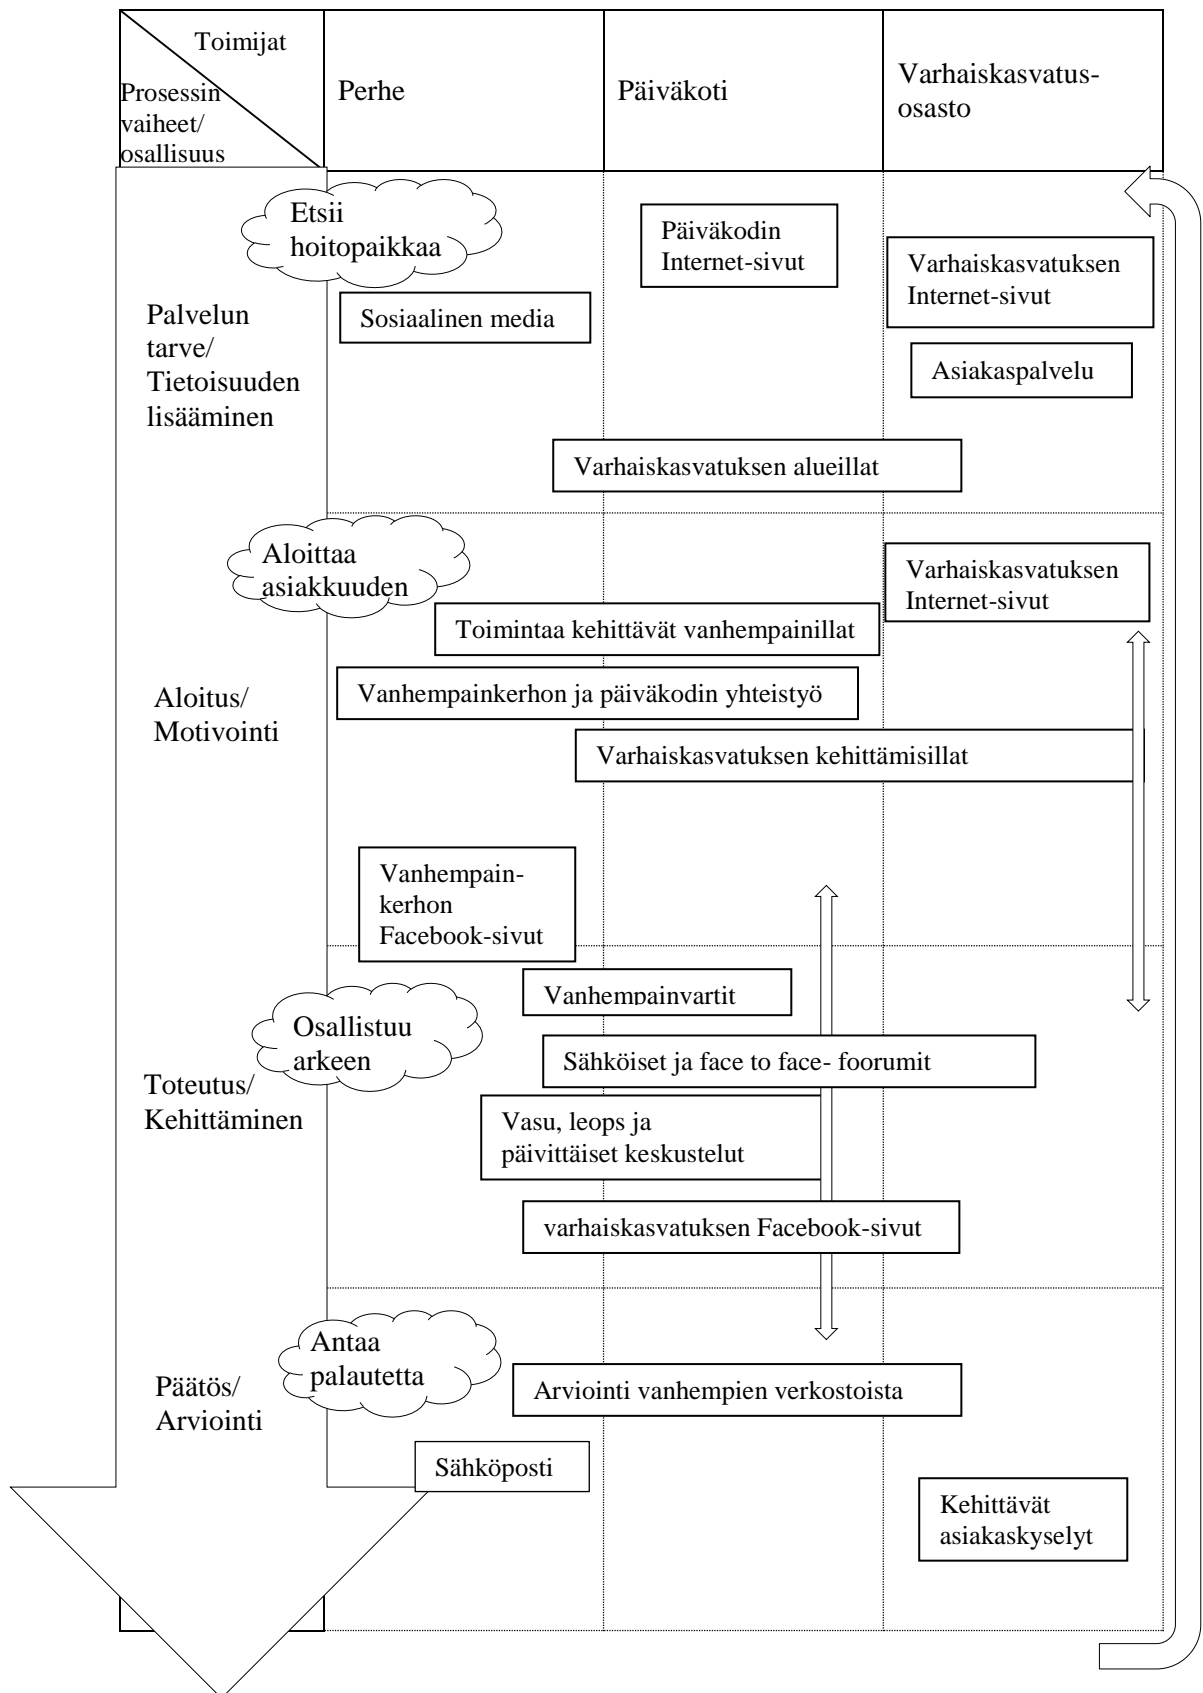 Toimijat
Prosessin
vaiheet/
osallisuus
Perhe
Päiväkoti
Varhaiskasvatus-
osasto
Etsii
hoitopaikkaa
Päiväkodin
Internet-sivut
Varhaiskasvatuksen
Internet-sivut
Sosiaalinen media
Palvelun
tarve/
Tietoisuuden
lisääminen
Asiakaspalvelu
Varhaiskasvatuksen alueillat
Aloittaa
asiakkuuden
Varhaiskasvatuksen
Internet-sivut
Toimintaa kehittävät vanhempainillat
Vanhempainkerhon ja päiväkodin yhteistyö
Aloitus/
Motivointi
Varhaiskasvatuksen kehittämisillat
Vanhempain-
kerhon
Facebook-sivut
Vanhempainvartit
Osallistuu
arkeen
Sähköiset ja face to face- foorumit
Toteutus/
Kehittäminen
Vasu, leops ja
päivittäiset keskustelut
varhaiskasvatuksen Facebook-sivut
Antaa
palautetta
Päätös/
Arviointi
Arviointi vanhempien verkostoista
Sähköposti
Kehittävät
asiakaskyselyt